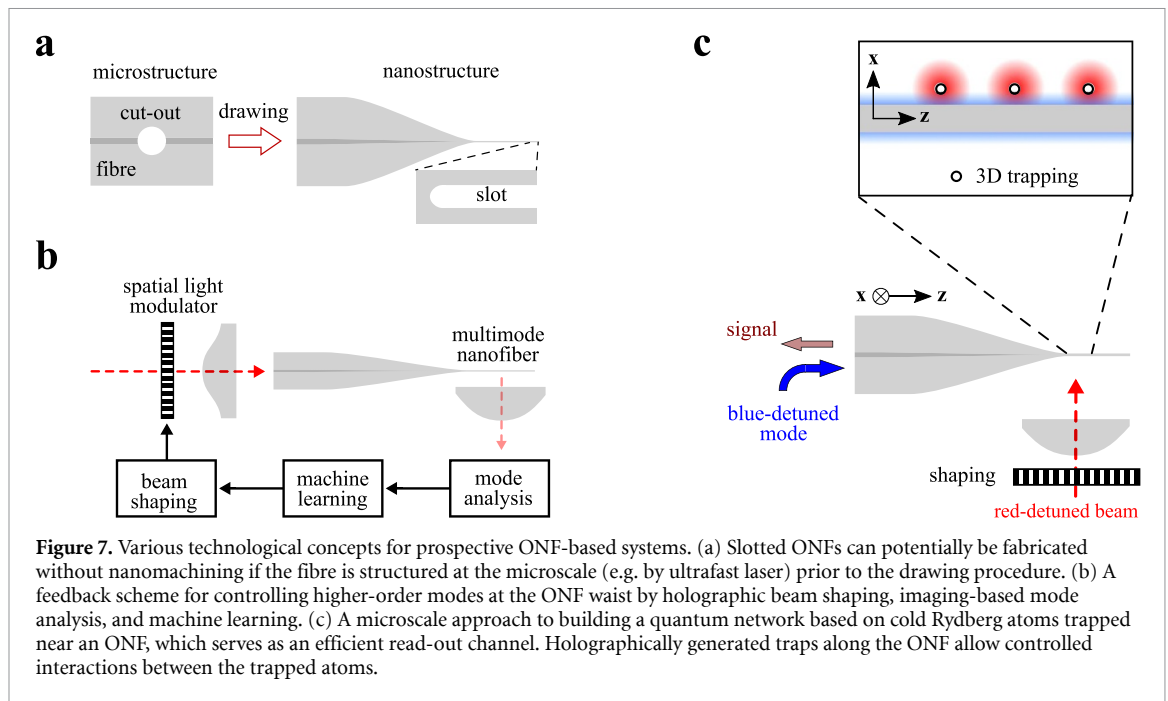 a
microstructure
nanostructure
cut-out
drawing
fibre
slot
b
spatial light
modulator
multimode
nanofiber
beam
shaping
machine
learning
mode
analysis
c
x
z
3D trapping
x
z
signal
blue-detuned
mode
shaping
red-detuned beam
Figure 7. Various technological concepts for prospective ONF-based systems. (a) Slotted ONFs can potentially be fabricated
without nanomachining if the fibre is structured at the microscale (e.g. by ultrafast laser) prior to the drawing procedure. (b) A
feedback scheme for controlling higher-order modes at the ONF waist by holographic beam shaping, imaging-based mode
analysis, and machine learning. (c) A microscale approach to building a quantum network based on cold Rydberg atoms trapped
near an ONF, which serves as an efficient read-out channel. Holographically generated traps along the ONF allow controlled
interactions between the trapped atoms.